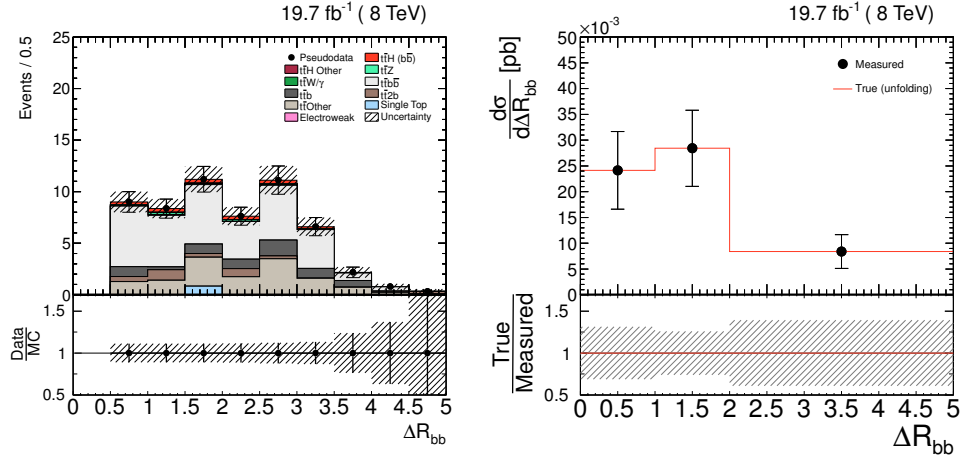 19.7 fb⁻¹ ( 8 TeV)
Events / 0.5
25
20
15
10
5
0
Pseudodata
tt̄H (bb̄)
tt̄H Other
tt̄Z
tt̄W/γ
tt̄bb̄
tt̄b
tt̄2b
tt̄Other
Single Top
Electroweak
Uncertainty
Data
MC
1.5
1
0.5
0 0.5 1 1.5 2 2.5 3 3.5 4 4.5 5
ΔR_bb
19.7 fb⁻¹ ( 8 TeV)
×10⁻³
dσ
dΔR_bb [pb]
50
45
40
35
30
25
20
15
10
5
0
Measured
True (unfolding)
True
Measured
1.5
1
0.5
0 0.5 1 1.5 2 2.5 3 3.5 4 4.5 5
ΔR_bb